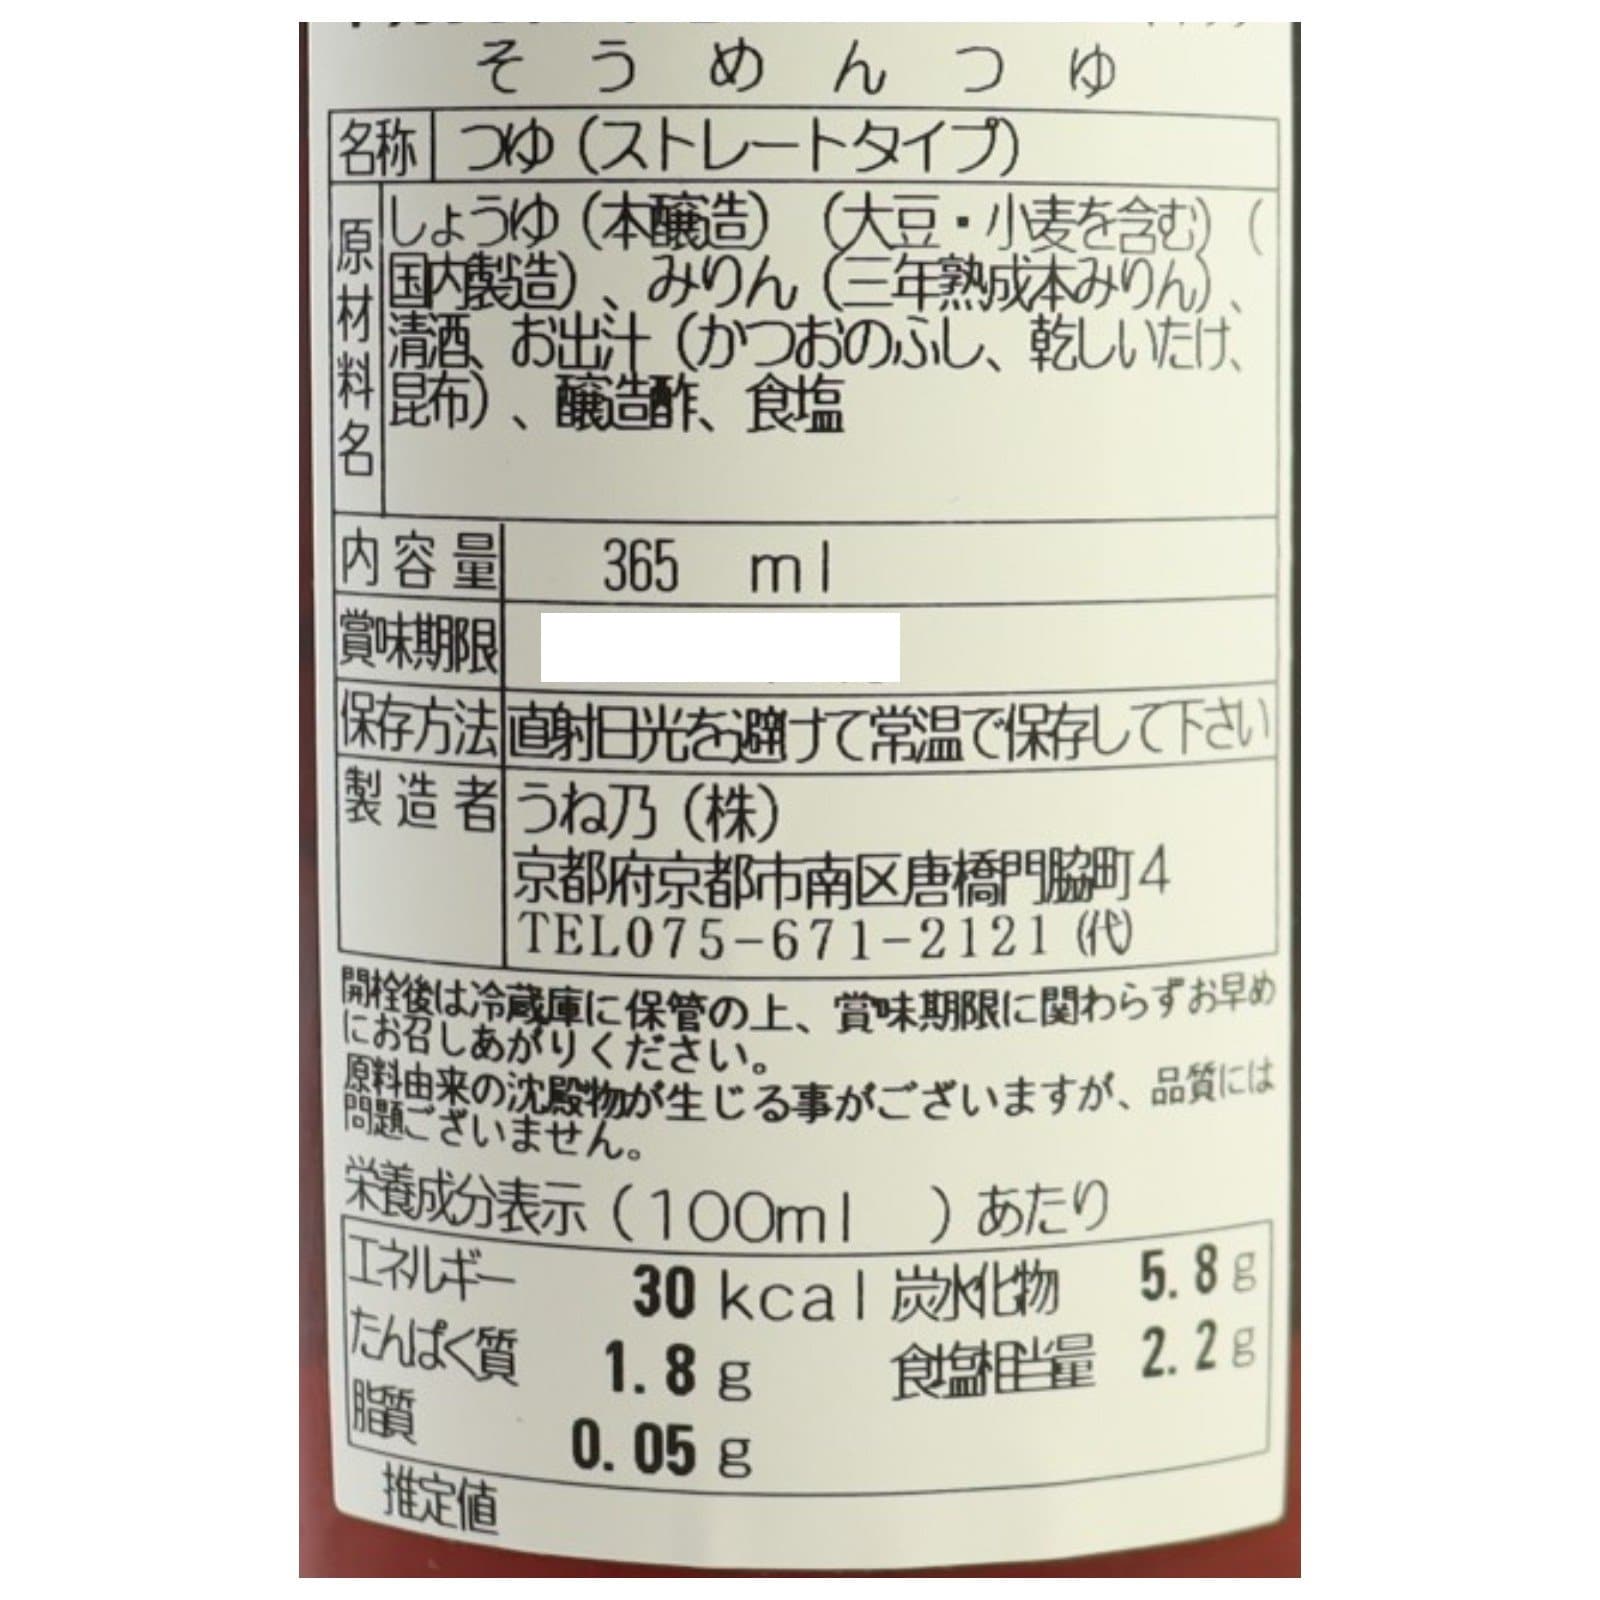 そうめんつゆ
名称 つゆ（ストレートタイプ）
原材料名 しょうゆ（本醸造）（大豆・小麦を含む）（
国内製造）、みりん（三年熟成本みりん）、
清酒、お出汁（かつおのふし、乾しいたけ、
昆布）、醸造酢、食塩
内容量 365 ml
賞味期限
保存方法 直射日光を避けて常温で保存して下さい
製造者 うね乃（株）
京都府京都市南区唐橋門脇町4
TEL075-671-2121(代)
開栓後は冷蔵庫に保管の上、賞味期限に関わらずお早め
にお召しあがりください。
原料由来の沈殿物が生じる事がございますが、品質には
問題ございません。
栄養成分表示(100ml )あたり
エネルギー 30 kcal 炭水化物 5.8 g
たんぱく質 1.8 g 食塩相当量 2.2 g
脂質 0.05 g
推定値